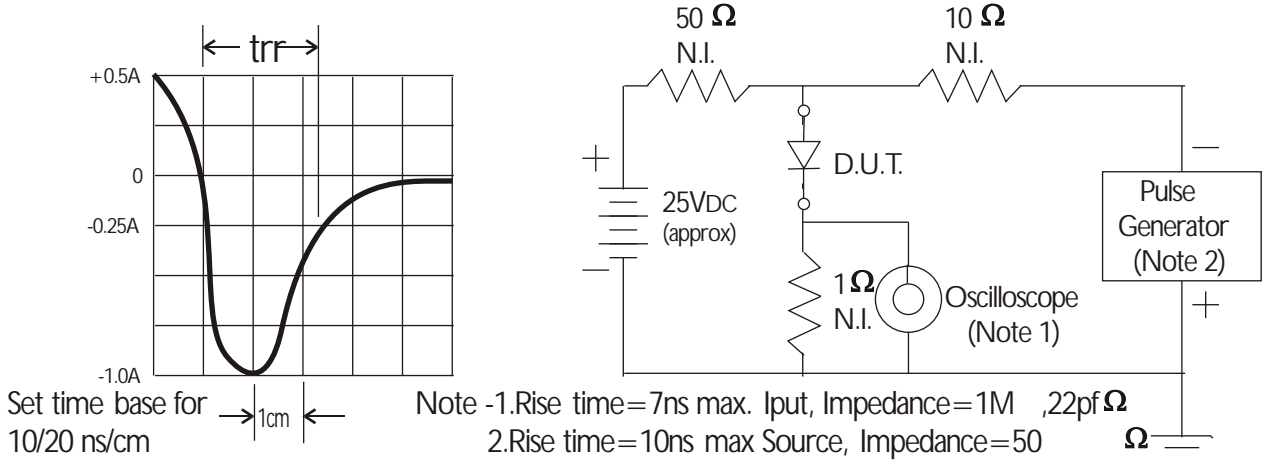 trr
+0.5A
0
-0.25A
-1.0A
1cm
Set time base for
10/20 ns/cm
50 Ω
N.I.
10 Ω
N.I.
+
25VDC
(approx)
—
D.U.T.
1Ω
N.I.
Oscilloscope
(Note 1)
—
Pulse
Generator
(Note 2)
+
Note -1.Rise time=7ns max. Iput, Impedance=1M ,22pf Ω
2.Rise time=10ns max Source, Impedance=50 Ω